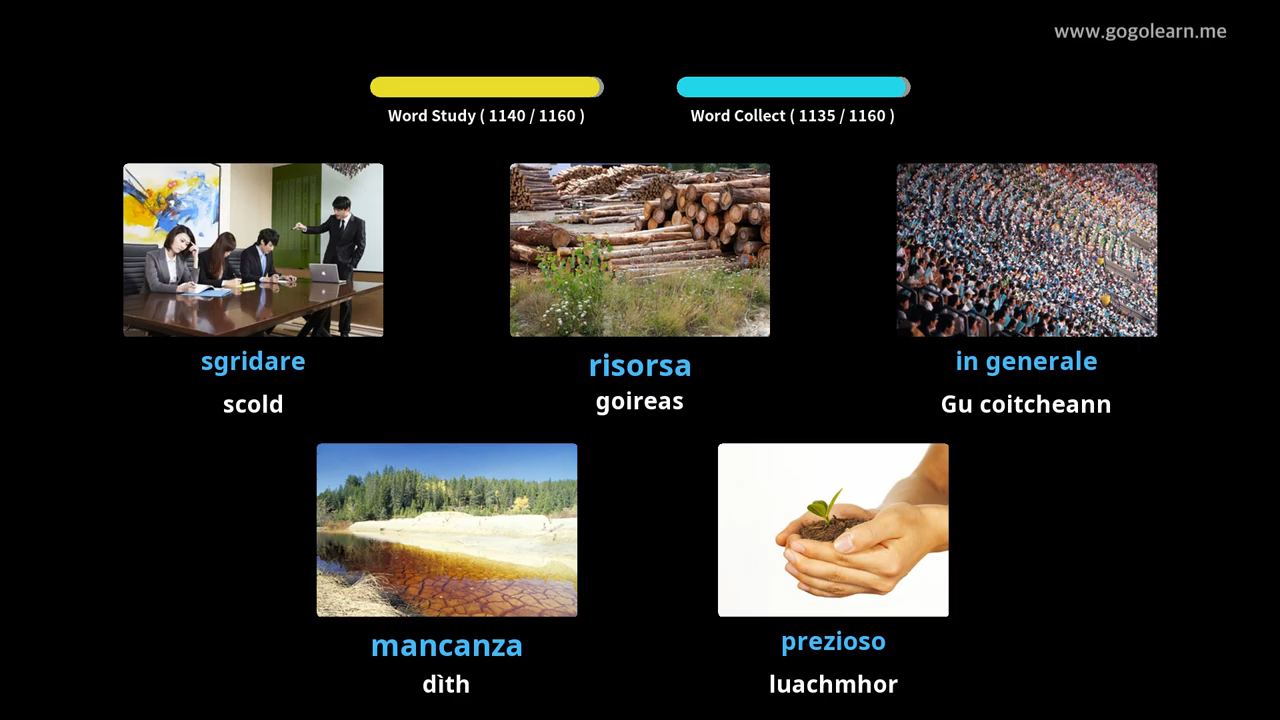 www.gogolearn.me
Word Study ( 1140 / 1160 )
Word Collect ( 1135 / 1160 )
sgridare
scold
risorsa
goireas
in generale
Gu coitcheann
mancanza
dìth
prezioso
luachmhor